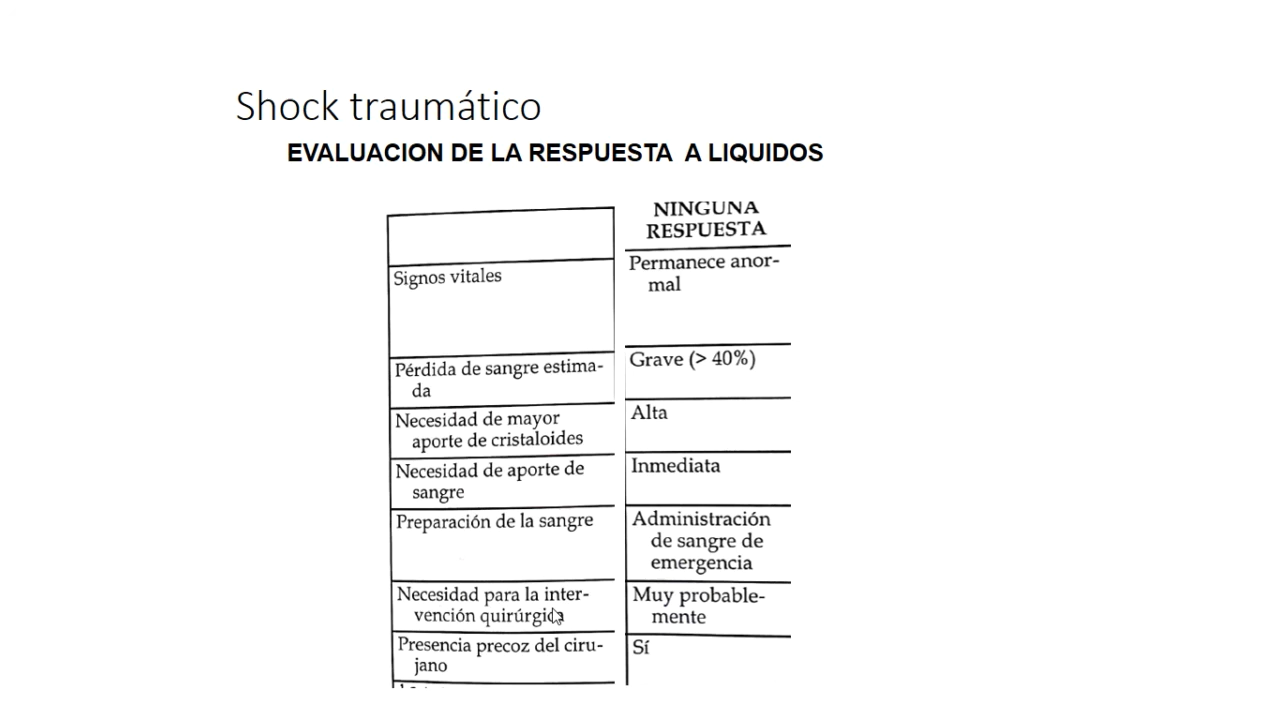 Shock traumático
EVALUACION DE LA RESPUESTA A LIQUIDOS
NINGUNA
RESPUESTA
Signos vitales
Permanece anor-
mal
Pérdida de sangre estima-
da
Grave (> 40%)
Necesidad de mayor
aporte de cristaloides
Alta
Necesidad de aporte de
sangre
Inmediata
Preparación de la sangre
Administración
de sangre de
emergencia
Necesidad para la inter-
vención quirúrgica
Muy probable-
mente
Presencia precoz del ciru-
jano
Sí